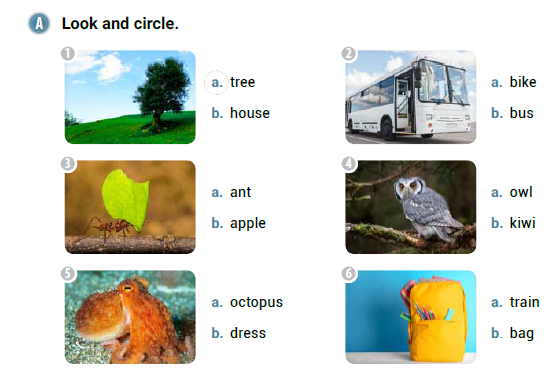 A Look and circle.
1
a. tree
b. house
2
a. bike
b. bus
3
a. ant
b. apple
4
a. owl
b. kiwi
5
a. octopus
b. dress
6
a. train
b. bag